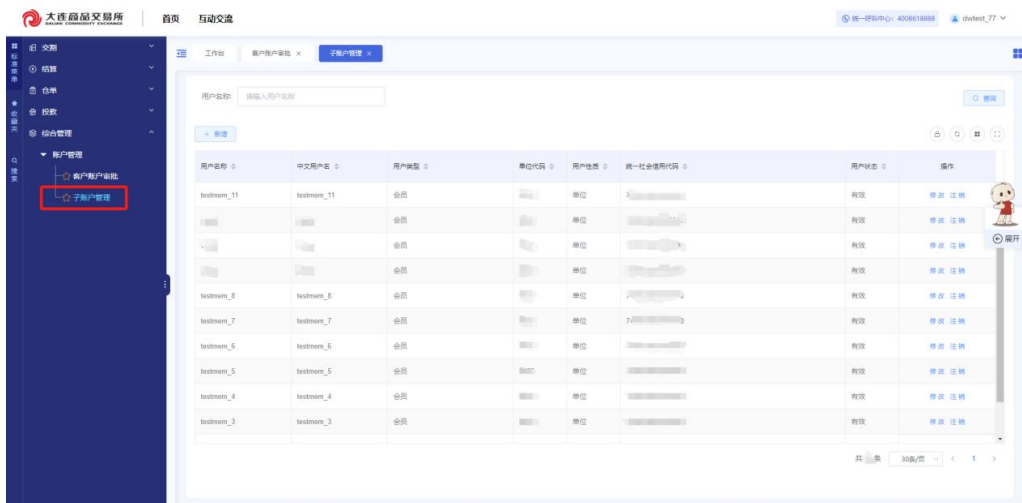 大连商品交易所
DALIAN COMMODITY EXCHANGE
首页 互动交流
统一呼叫中心: 4008618888 dwtest_77
标准菜单
收藏夹
搜索
交割
结算
仓单
投教
综合管理
账户管理
客户账户审批
子账户管理
工作台 客户账户审批 × 子账户管理 ×
用户名称: 请输入用户名称 查询
+ 新增
用户名称 中文用户名 用户类型 单位代码 用户性质 统一社会信用代码 用户状态 操作
testmem_11 testmem_11 会员 单位 有效 修改 注销
会员 单位 有效 修改 注销
会员 单位 有效 修改 注销
会员 单位 有效 修改 注销
testmem_8 testmem_8 会员 单位 有效 修改 注销
testmem_7 testmem_7 会员 单位 有效 修改 注销
testmem_6 testmem_6 会员 单位 有效 修改 注销
testmem_5 testmem_5 会员 单位 有效 修改 注销
testmem_4 testmem_4 会员 单位 有效 修改 注销
testmem_3 testmem_3 会员 单位 有效 修改 注销
展开
共 条 30条/页 < 1 >